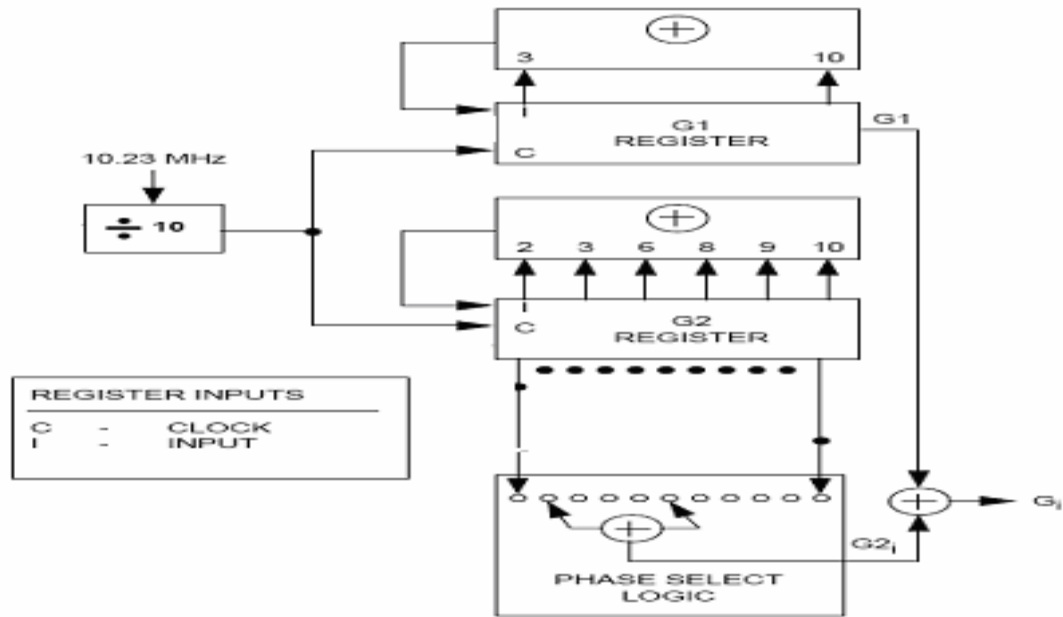 3 10
I
G1
REGISTER
G1
C
10.23 MHz
÷ 10
2 3 6 8 9 10
I
G2
C
REGISTER
REGISTER INPUTS
C - CLOCK
I - INPUT
Gi
G2i
PHASE SELECT
LOGIC